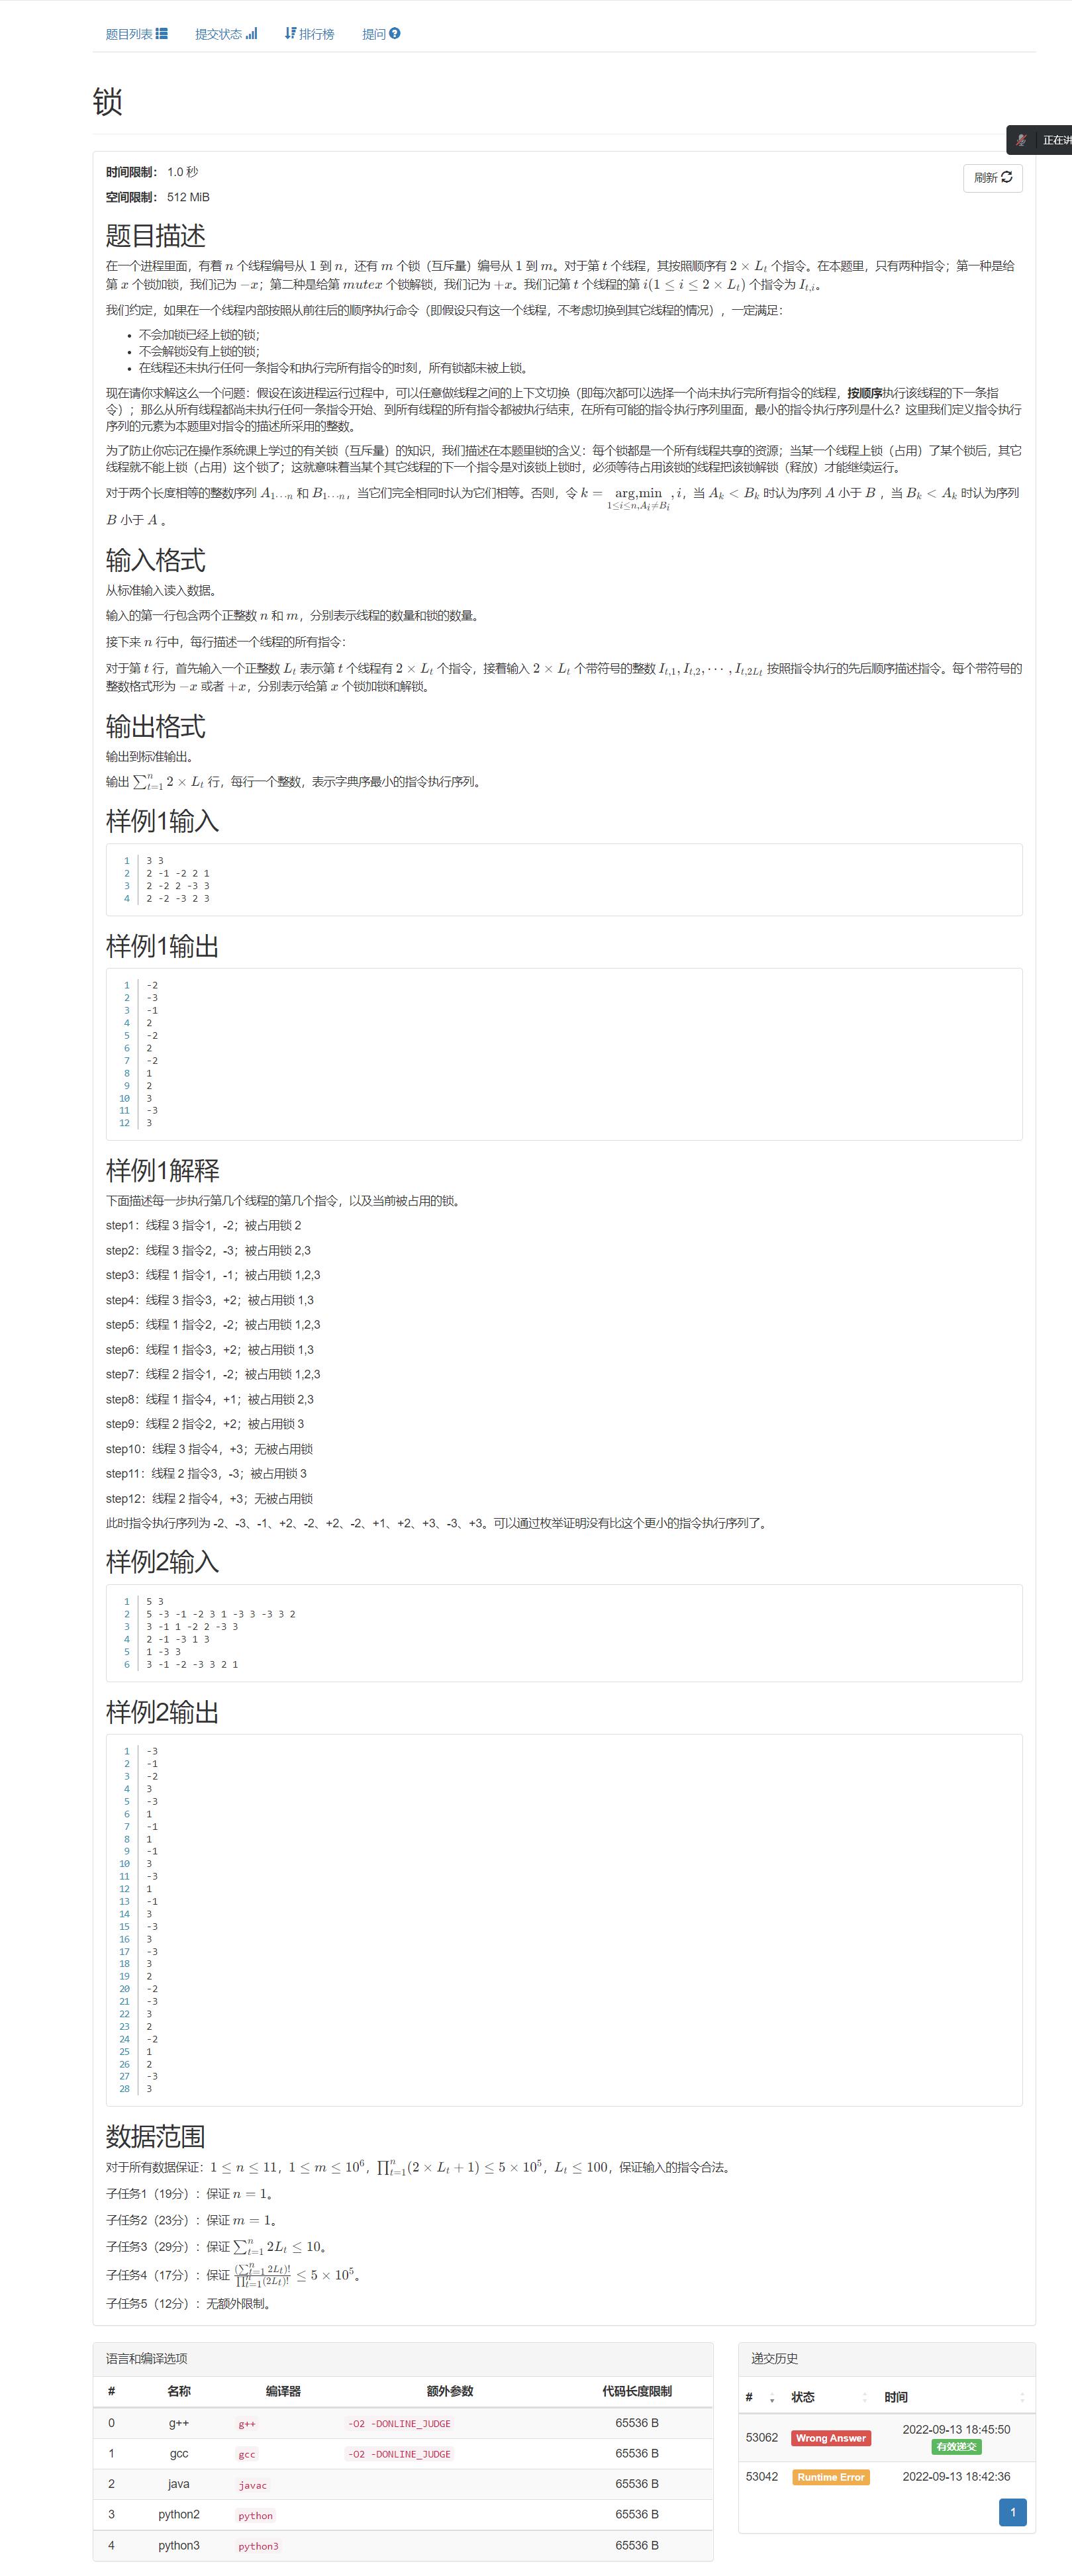 题目列表 提交状态 排行榜 提问
锁
正在讲
时间限制： 1.0 秒
刷新
空间限制： 512 MiB
题目描述
在一个进程里面，有着 n 个线程编号从 1 到 n，还有 m 个锁（互斥量）编号从 1 到 m。对于第 t 个线程，其按照顺序有 2 × L_t 个指令。在本题里，只有两种指令；第一种是给
第 x 个锁加锁，我们记为 −x；第二种是给第 mutex 个锁解锁，我们记为 +x。我们记第 t 个线程的第 i(1 ≤ i ≤ 2 × L_t) 个指令为 I_{t,i}。
我们约定，如果在一个线程内部按照从前往后的顺序执行命令（即假设只有这一个线程，不考虑切换到其它线程的情况），一定满足：
• 不会加锁已经上锁的锁；
• 不会解锁没有上锁的锁；
• 在线程还未执行任何一条指令和执行完所有指令的时刻，所有锁都未被上锁。
现在请你求解这么一个问题：假设在该进程运行过程中，可以任意做线程之间的上下文切换（即每次都可以选择一个尚未执行完所有指令的线程，按顺序执行该线程的下一条指
令）；那么从所有线程都尚未执行任何一条指令开始、到所有线程的所有指令都被执行结束，在所有可能的指令执行序列里面，最小的指令执行序列是什么？这里我们定义指令执行
序列的元素为本题里对指令的描述所采用的整数。
为了防止你忘记在操作系统课上学过的有关锁（互斥量）的知识，我们描述在本题里锁的含义：每个锁都是一个所有线程共享的资源；当某一个线程上锁（占用）了某个锁后，其它
线程就不能上锁（占用）这个锁了；这就意味着当某个其它线程的下一个指令是对该锁上锁时，必须等待占用该锁的线程把该锁解锁（释放）才能继续运行。
对于两个长度相等的整数序列 A_{1⋯n} 和 B_{1⋯n}，当它们完全相同时认为它们相等。否则，令 k = arg,min_{1≤i≤n,A_i≠B_i}, i，当 A_k < B_k 时认为序列 A 小于 B ，当 B_k < A_k 时认为序列
B 小于 A 。
输入格式
从标准输入读入数据。
输入的第一行包含两个正整数 n 和 m，分别表示线程的数量和锁的数量。
接下来 n 行中，每行描述一个线程的所有指令：
对于第 t 行，首先输入一个正整数 L_t 表示第 t 个线程有 2 × L_t 个指令，接着输入 2 × L_t 个带符号的整数 I_{t,1}, I_{t,2}, ⋯ , I_{t,2L_t} 按照指令执行的先后顺序描述指令。每个带符号的
整数格式形为 −x 或者 +x，分别表示给第 x 个锁加锁和解锁。
输出格式
输出到标准输出。
输出 ∑_{t=1}^{n} 2 × L_t 行，每行一个整数，表示字典序最小的指令执行序列。
样例1输入
1 3 3
2 2 -1 -2 2 1
3 2 -2 2 -3 3
4 2 -2 -3 2 3
样例1输出
1 -2
2 -3
3 -1
4 2
5 -2
6 2
7 -2
8 1
9 2
10 3
11 -3
12 3
样例1解释
下面描述每一步执行第几个线程的第几个指令，以及当前被占用的锁。
step1：线程 3 指令1，-2；被占用锁 2
step2：线程 3 指令2，-3；被占用锁 2,3
step3：线程 1 指令1，-1；被占用锁 1,2,3
step4：线程 3 指令3，+2；被占用锁 1,3
step5：线程 1 指令2，-2；被占用锁 1,2,3
step6：线程 1 指令3，+2；被占用锁 1,3
step7：线程 2 指令1，-2；被占用锁 1,2,3
step8：线程 1 指令4，+1；被占用锁 2,3
step9：线程 2 指令2，+2；被占用锁 3
step10：线程 3 指令4，+3；无被占用锁
step11：线程 2 指令3，-3；被占用锁 3
step12：线程 2 指令4，+3；无被占用锁
此时指令执行序列为 -2、-3、-1、+2、-2、+2、-2、+1、+2、+3、-3、+3。可以通过枚举证明没有比这个更小的指令执行序列了。
样例2输入
1 5 3
2 5 -3 -1 -2 3 1 -3 3 -3 3 2
3 3 -1 1 -2 2 -3 3
4 2 -1 -3 1 3
5 1 -3 3
6 3 -1 -2 -3 3 2 1
样例2输出
1 -3
2 -1
3 -2
4 3
5 -3
6 1
7 -1
8 1
9 -1
10 3
11 -3
12 1
13 -1
14 3
15 -3
16 3
17 -3
18 3
19 2
20 -2
21 -3
22 3
23 2
24 -2
25 1
26 2
27 -3
28 3
数据范围
对于所有数据保证：1 ≤ n ≤ 11，1 ≤ m ≤ 10^6，∏_{t=1}^{n}(2 × L_t + 1) ≤ 5 × 10^5，L_t ≤ 100，保证输入的指令合法。
子任务1（19分）：保证 n = 1。
子任务2（23分）：保证 m = 1。
子任务3（29分）：保证 ∑_{t=1}^{n} 2L_t ≤ 10。
子任务4（17分）：保证 (∑_{t=1}^{n} 2L_t)! / ∏_{t=1}^{n}(2L_t)! ≤ 5 × 10^5。
子任务5（12分）：无额外限制。
语言和编译选项
# 名称 编译器 额外参数 代码长度限制
0 g++ g++ -O2 -DONLINE_JUDGE 65536 B
1 gcc gcc -O2 -DONLINE_JUDGE 65536 B
2 java javac 65536 B
3 python2 python 65536 B
4 python3 python3 65536 B
递交历史
# 状态 时间
53062 Wrong Answer 2022-09-13 18:45:50
有效递交
53042 Runtime Error 2022-09-13 18:42:36
1